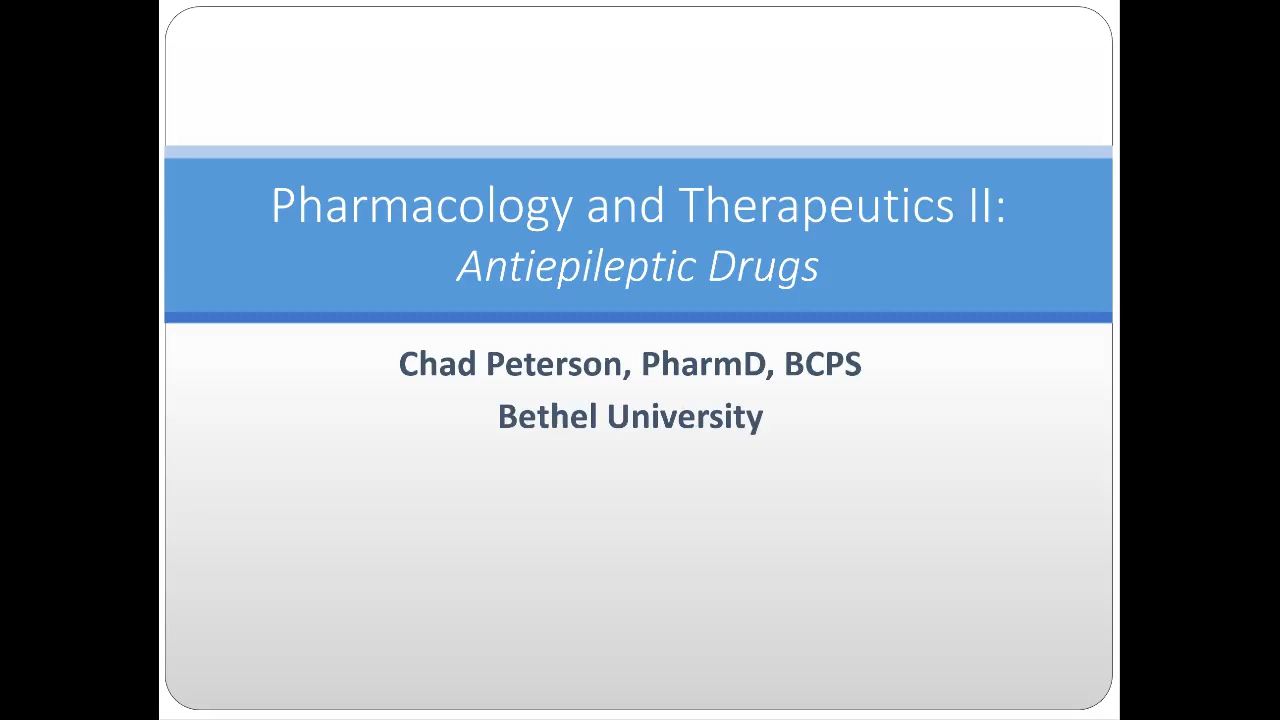 Pharmacology and Therapeutics II:
Antiepileptic Drugs
Chad Peterson, PharmD, BCPS
Bethel University